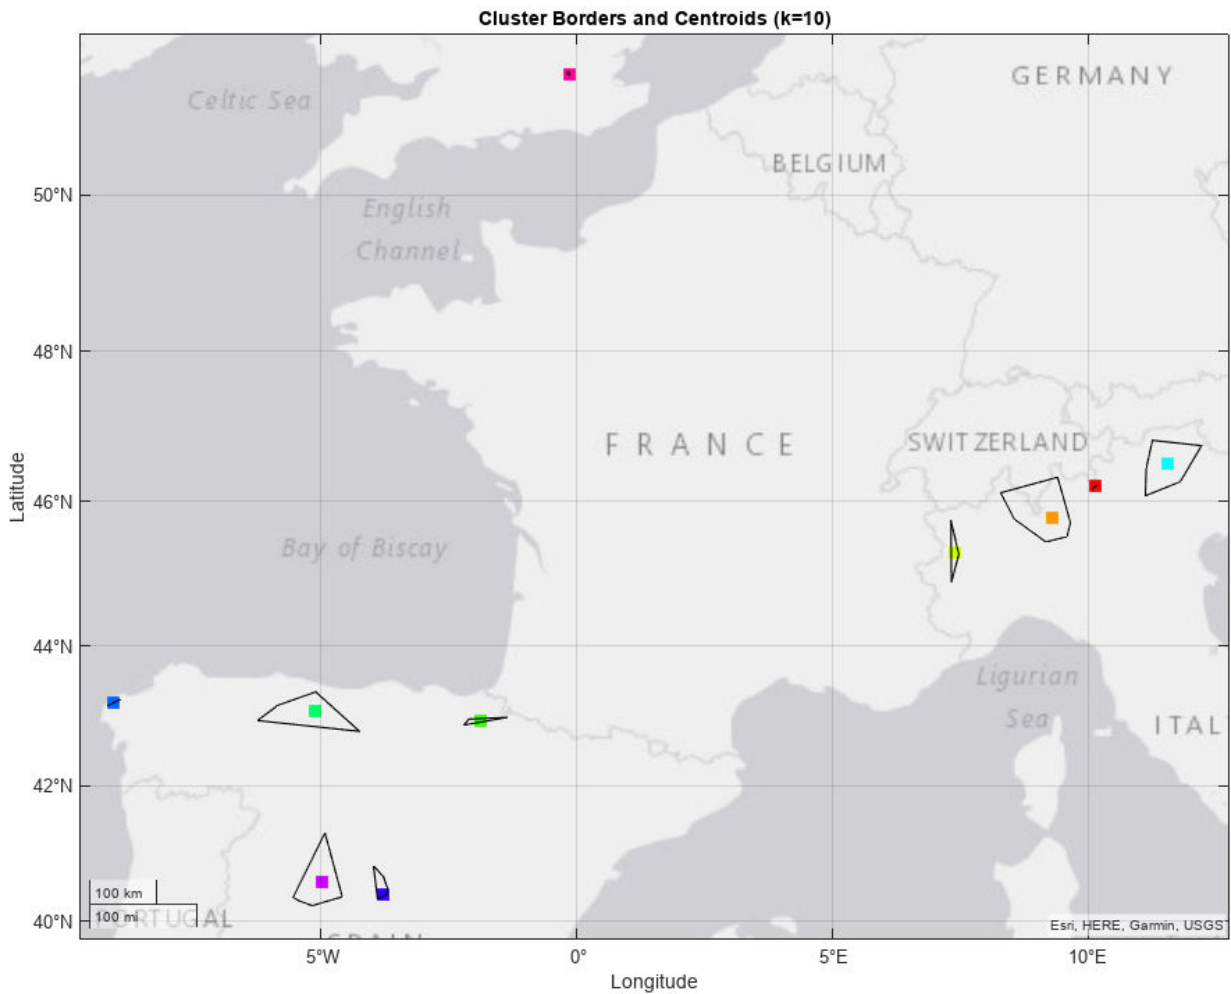 Cluster Borders and Centroids (k=10)
GERMANY
Celtic Sea
BELGIUM
50°N
English
Channel
48°N
FRANCE
SWITZERLAND
46°N
Latitude
Bay of Biscay
44°N
Ligurian
Sea
ITAL
42°N
100 km
100 mi
PORTUGAL
40°N
SPAIN
Esri, HERE, Garmin, USGS
5°W
0°
5°E
10°E
Longitude